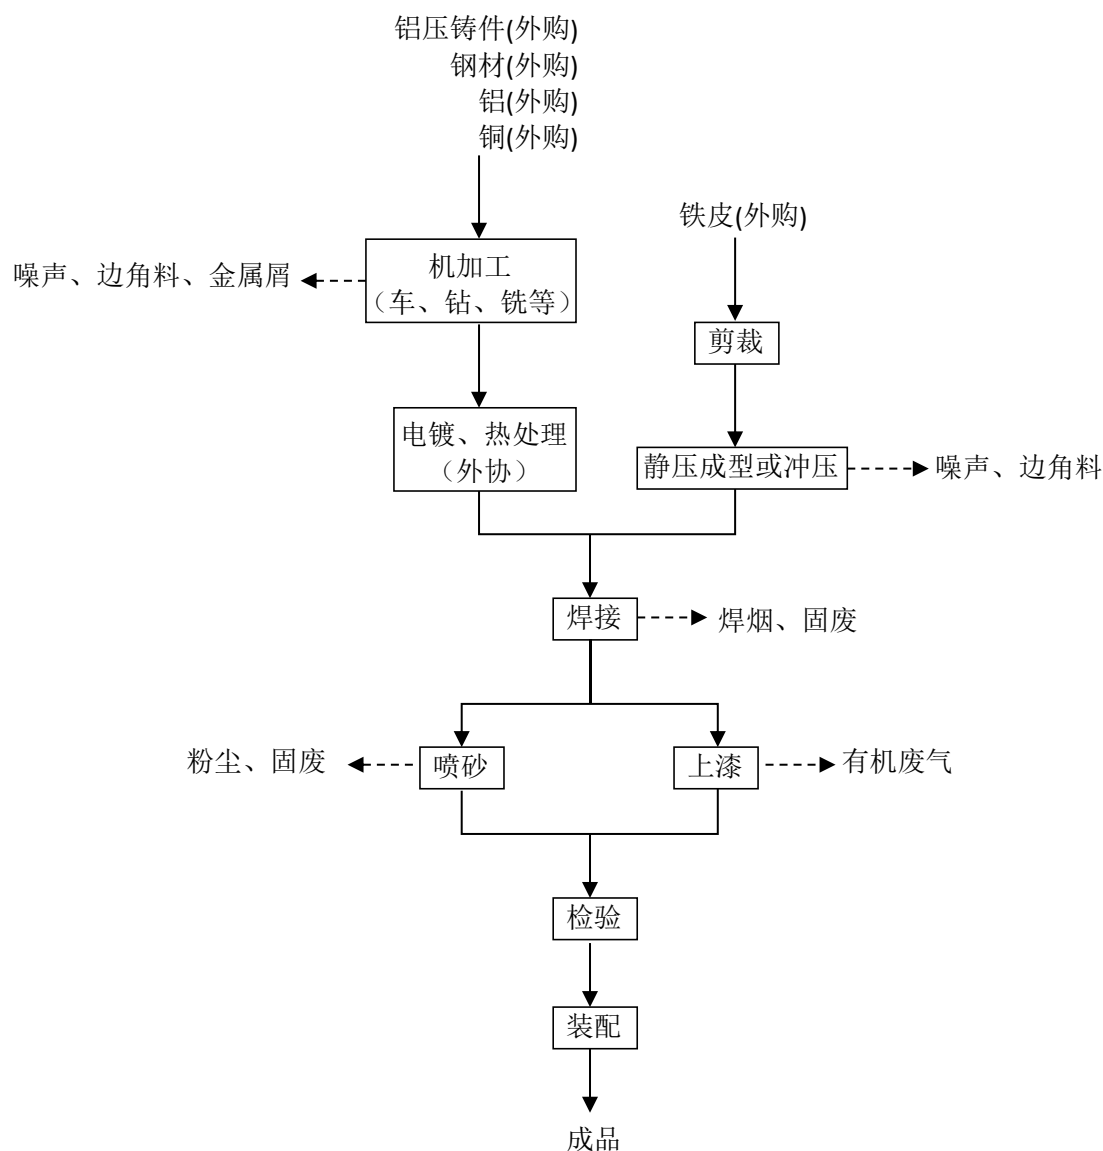 铝压铸件(外购)
钢材(外购)
铝(外购)
铜(外购)
铁皮(外购)
噪声、边角料、金属屑
机加工
（车、钻、铣等）
剪裁
电镀、热处理
（外协）
静压成型或冲压
噪声、边角料
焊接
焊烟、固废
粉尘、固废
喷砂
上漆
有机废气
检验
装配
成品